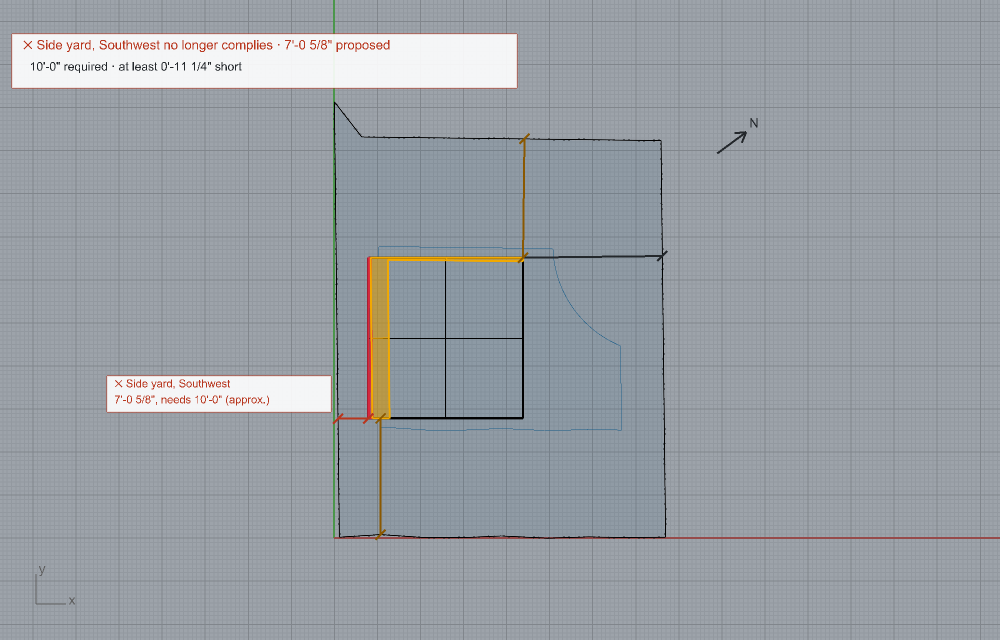 × Side yard, Southwest no longer complies · 7'-0 5/8" proposed
10'-0" required · at least 0'-11 1/4" short
N
× Side yard, Southwest
7'-0 5/8", needs 10'-0" (approx.)
y
x